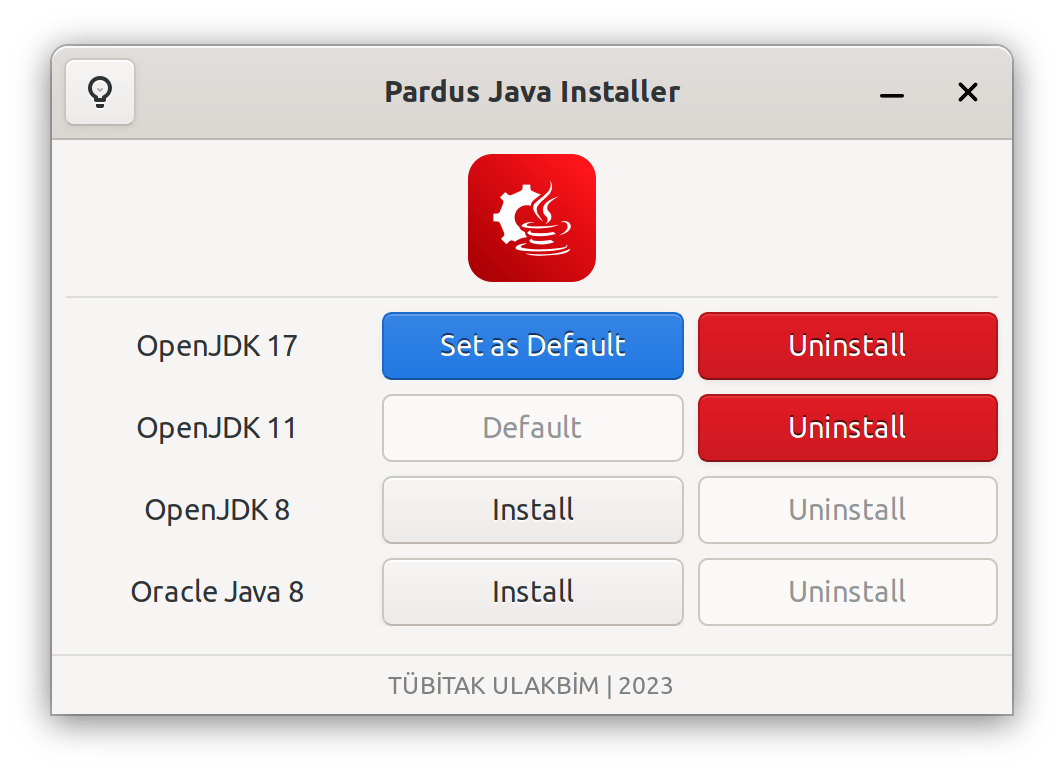 Pardus Java Installer
OpenJDK 17 Set as Default Uninstall
OpenJDK 11 Default Uninstall
OpenJDK 8 Install Uninstall
Oracle Java 8 Install Uninstall
TÜBİTAK ULAKBİM | 2023